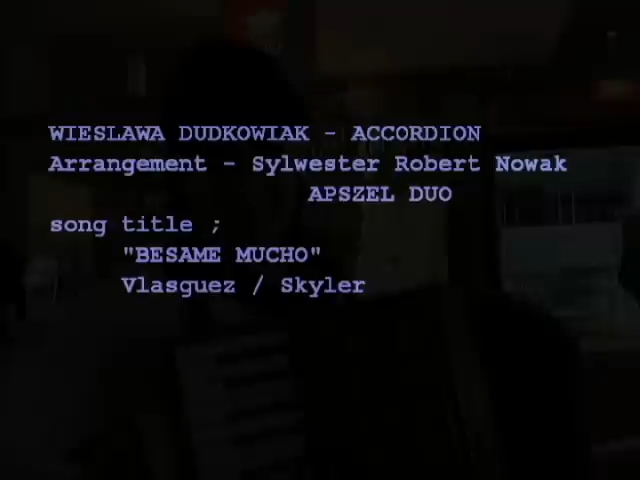 WIESLAWA DUDKOWIAK - ACCORDION
Arrangement - Sylwester Robert Nowak
APSZEL DUO
song title ;
"BESAME MUCHO"
Vlasguez / Skyler